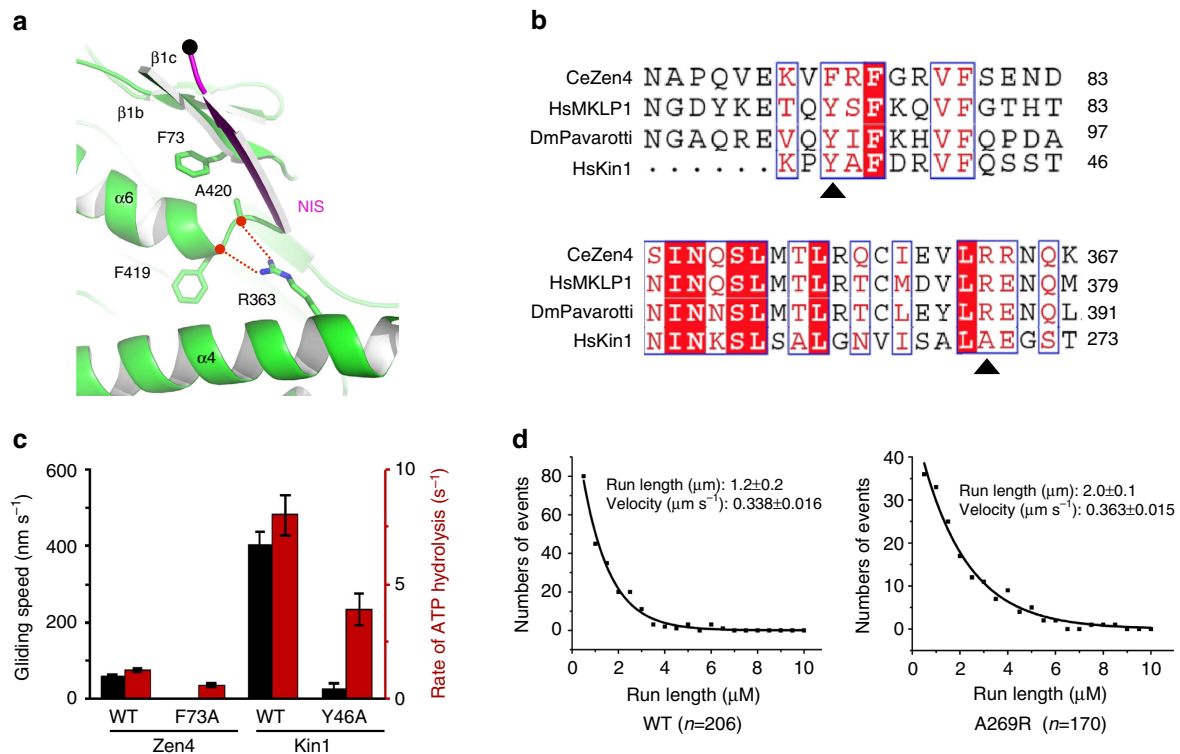 a
β1c
β1b
F73
A420
α6
NIS
F419
R363
α4
b
CeZen4 NAPQVEKVFRFGRVFSEND 83
HsMKLP1 NGDYKETQYSFKQVFGTHT 83
DmPavarotti NGAQREVQYIFKHVFQPDA 97
HsKin1 ......KPYAFDRVFQSST 46
CeZen4 SINQSLMTLRQCIEVLRRNQK 367
HsMKLP1 NINQSLMTLRTCMDVLRENQM 379
DmPavarotti NINNSLMTLRTCLEYLRENQL 391
HsKin1 NINKSLSALGNVISALAEGST 273
c
Gliding speed (nm s⁻¹)
600
400
200
0
Rate of ATP hydrolysis (s⁻¹)
10
5
0
WT F73A WT Y46A
Zen4 Kin1
d
Numbers of events
80
60
40
20
0
Run length (μm): 1.2±0.2
Velocity (μm s⁻¹): 0.338±0.016
0 2 4 6 8 10
Run length (μM)
WT (n=206)
Numbers of events
40
30
20
10
0
Run length (μm): 2.0±0.1
Velocity (μm s⁻¹): 0.363±0.015
0 2 4 6 8 10
Run length (μM)
A269R (n=170)